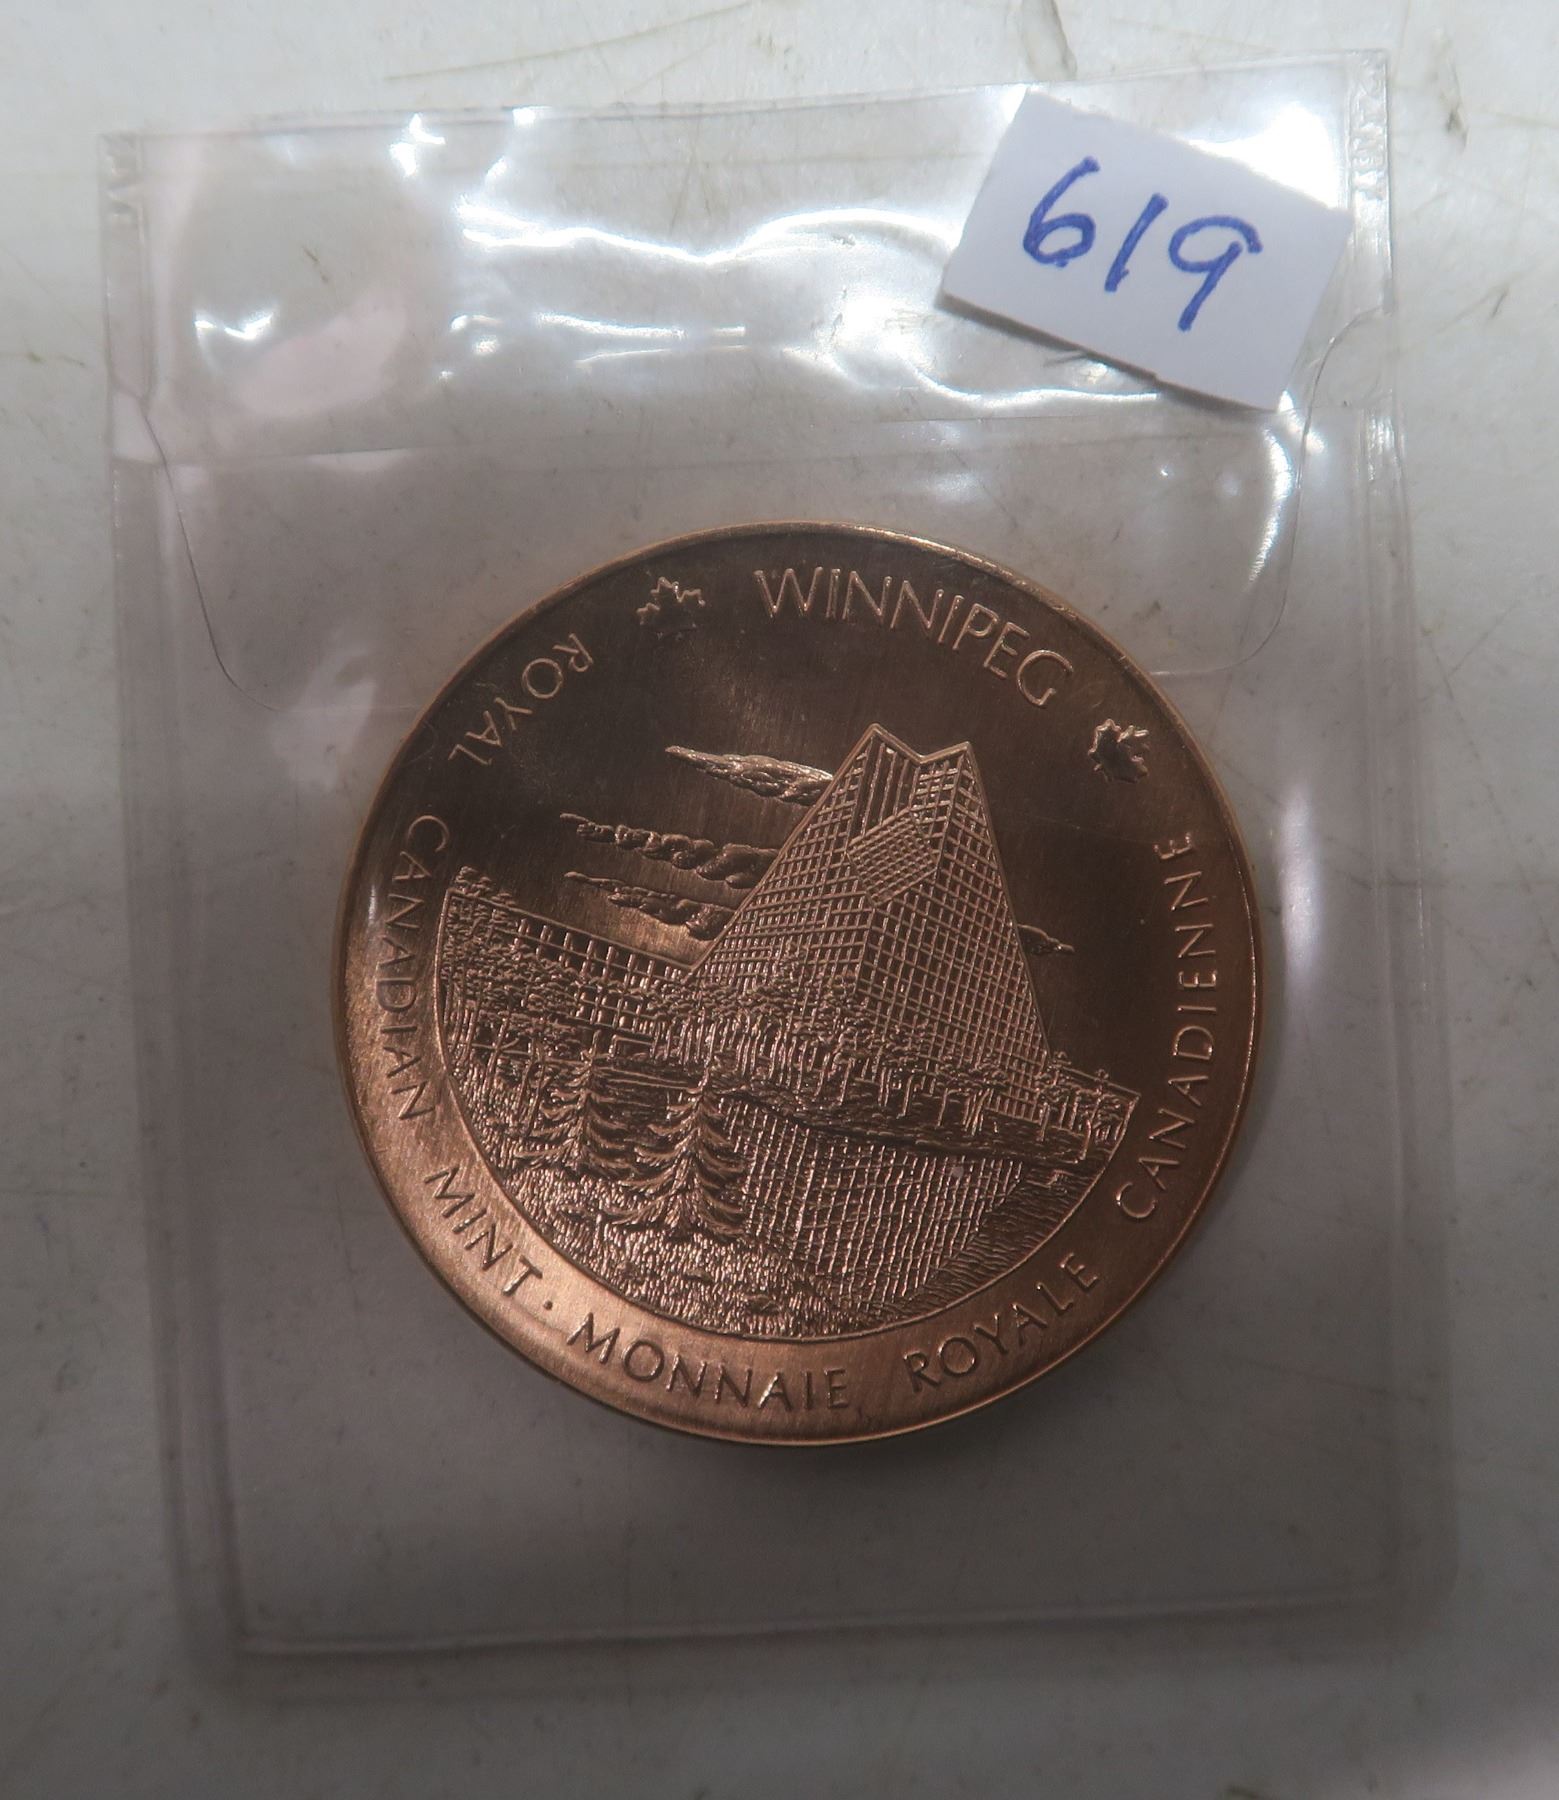 619
WINNIPEG
ROYAL CANADIAN MINT · MONNAIE ROYALE CANADIENNE